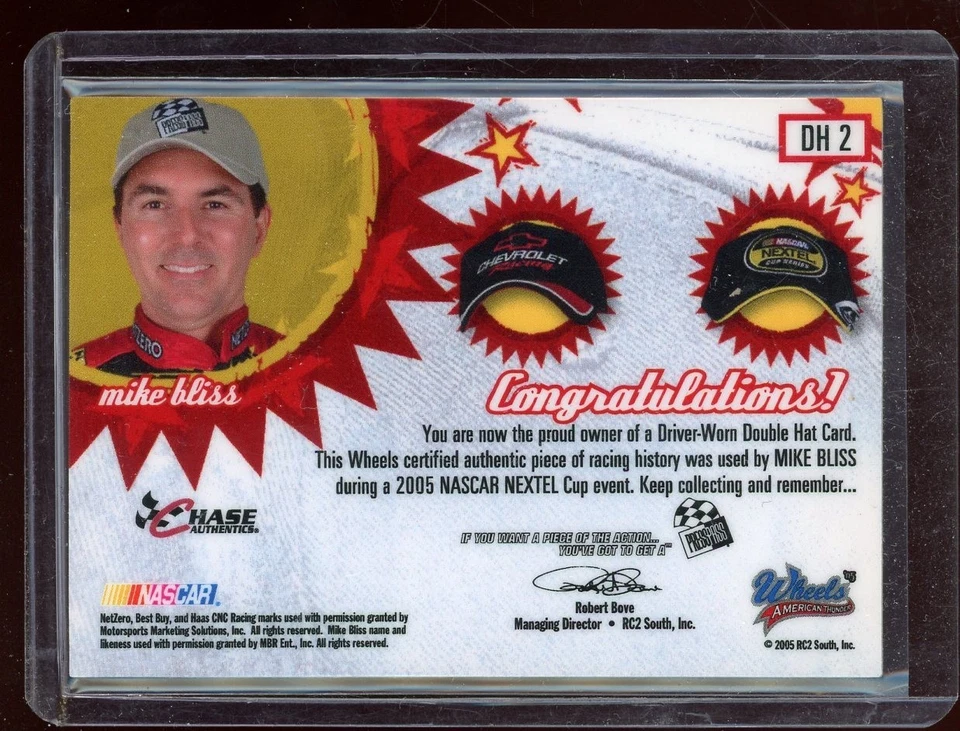 DH 2
CHEVROLET
Racing
NASCAR
NEXTEL
CUP SERIES
mike bliss
Congratulations!
You are now the proud owner of a Driver-Worn Double Hat Card.
This Wheels certified authentic piece of racing history was used by MIKE BLISS
during a 2005 NASCAR NEXTEL Cup event. Keep collecting and remember...
CHASE
AUTHENTICS®
IF YOU WANT A PIECE OF THE ACTION...
YOU'VE GOT TO GET A™
PRESS PASS
Robert Bove
Managing Director • RC2 South, Inc.
NASCAR®
NetZero, Best Buy, and Haas CNC Racing marks used with permission granted by
Motorsports Marketing Solutions, Inc. All rights reserved. Mike Bliss name and
likeness used with permission granted by MBR Ent., Inc. All rights reserved.
Wheels '05
AMERICAN THUNDER
© 2005 RC2 South, Inc.